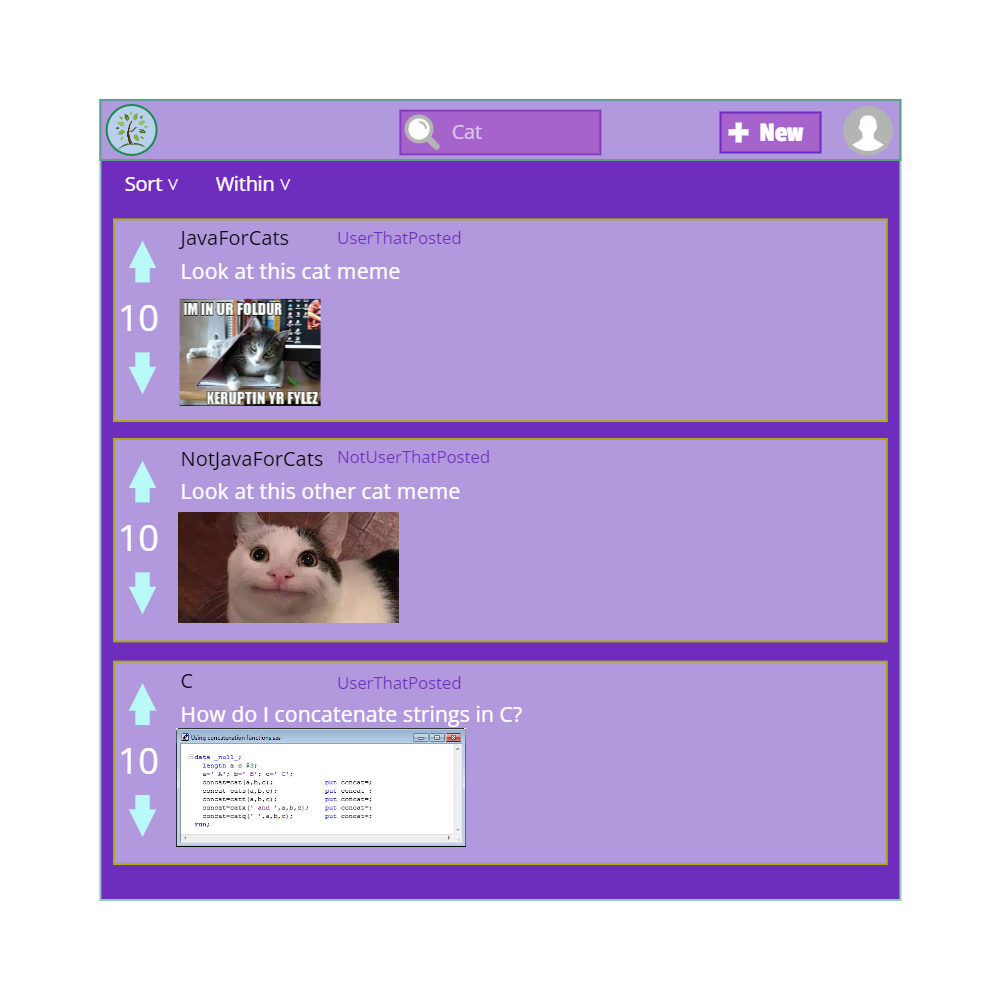 Cat
New
Sort v Within v
JavaForCats UserThatPosted
Look at this cat meme
10
IM IN UR FOLDUR
KERUPTIN YR FYLEZ
NotJavaForCats NotUserThatPosted
Look at this other cat meme
10
C UserThatPosted
How do I concatenate strings in C?
10
Using concatenation functions.sas
data _null_;
length a c $3;
a=' A'; b=' B'; c=' C';
concat=cat(a,b,c); put concat=;
concat=cats(a,b,c); put concat=;
concat=catt(a,b,c); put concat=;
concat=catx(' and ',a,b,c); put concat=;
concat=catq(' ',a,b,c); put concat=;
run;